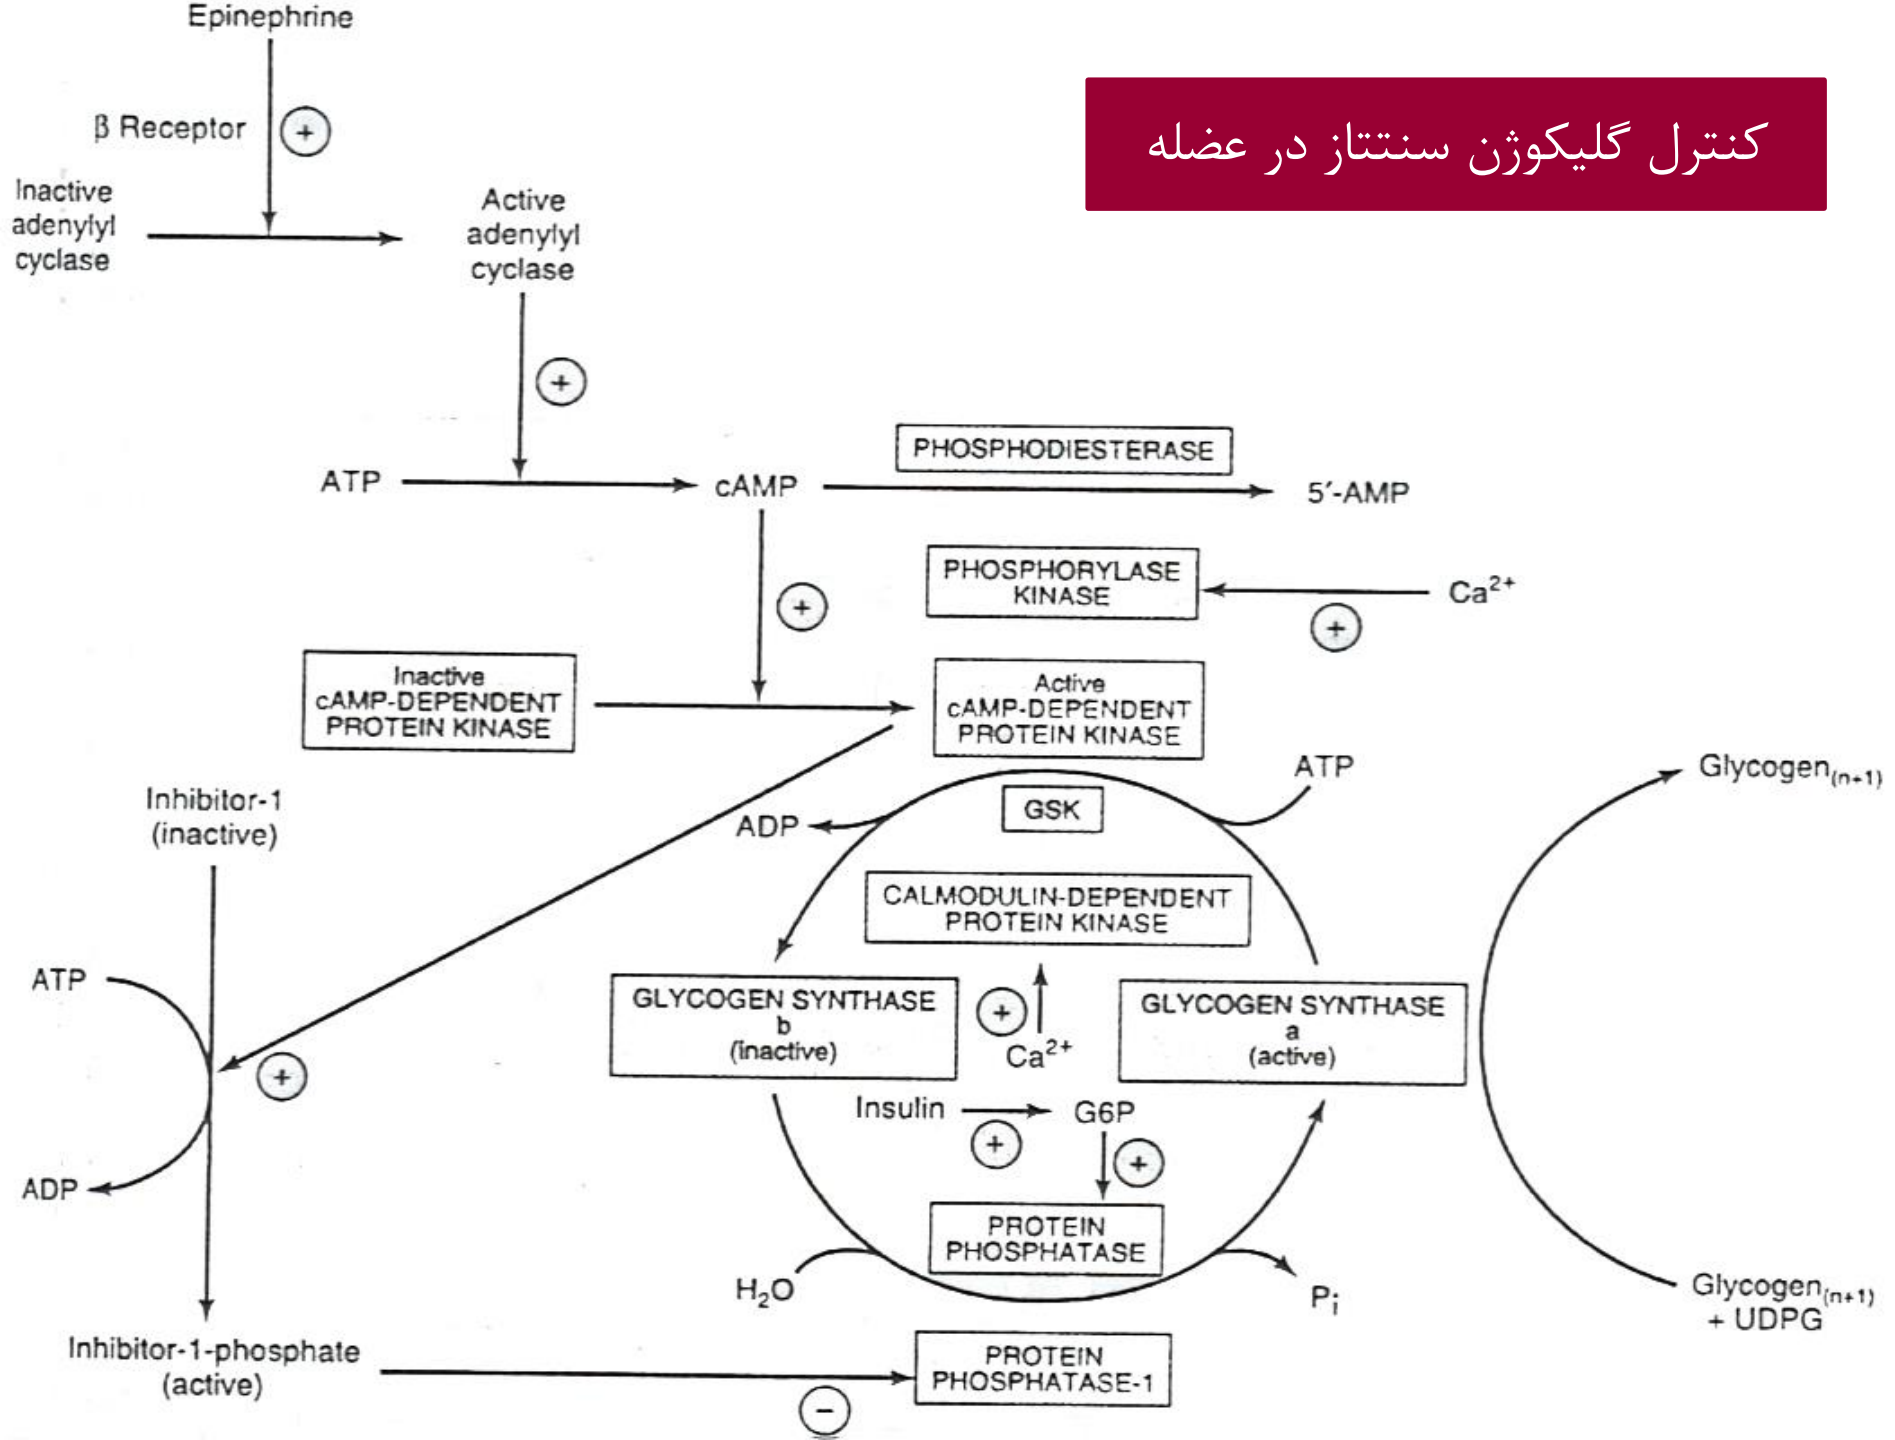 Epinephrine
β Receptor
+
کنترل گلیکوژن سنتتاز در عضله
Inactive
adenylyl
cyclase
Active
adenylyl
cyclase
+
ATP
cAMP
PHOSPHODIESTERASE
5′-AMP
+
PHOSPHORYLASE
KINASE
Ca²⁺
+
Inactive
cAMP-DEPENDENT
PROTEIN KINASE
Active
cAMP-DEPENDENT
PROTEIN KINASE
Inhibitor-1
(inactive)
ADP
GSK
ATP
Glycogen(n+1)
CALMODULIN-DEPENDENT
PROTEIN KINASE
ATP
+
ADP
GLYCOGEN SYNTHASE
b
(inactive)
+
Ca²⁺
GLYCOGEN SYNTHASE
a
(active)
Insulin
+
G6P
+
PROTEIN
PHOSPHATASE
H₂O
Pi
Glycogen(n+1)
+ UDPG
Inhibitor-1-phosphate
(active)
−
PROTEIN
PHOSPHATASE-1